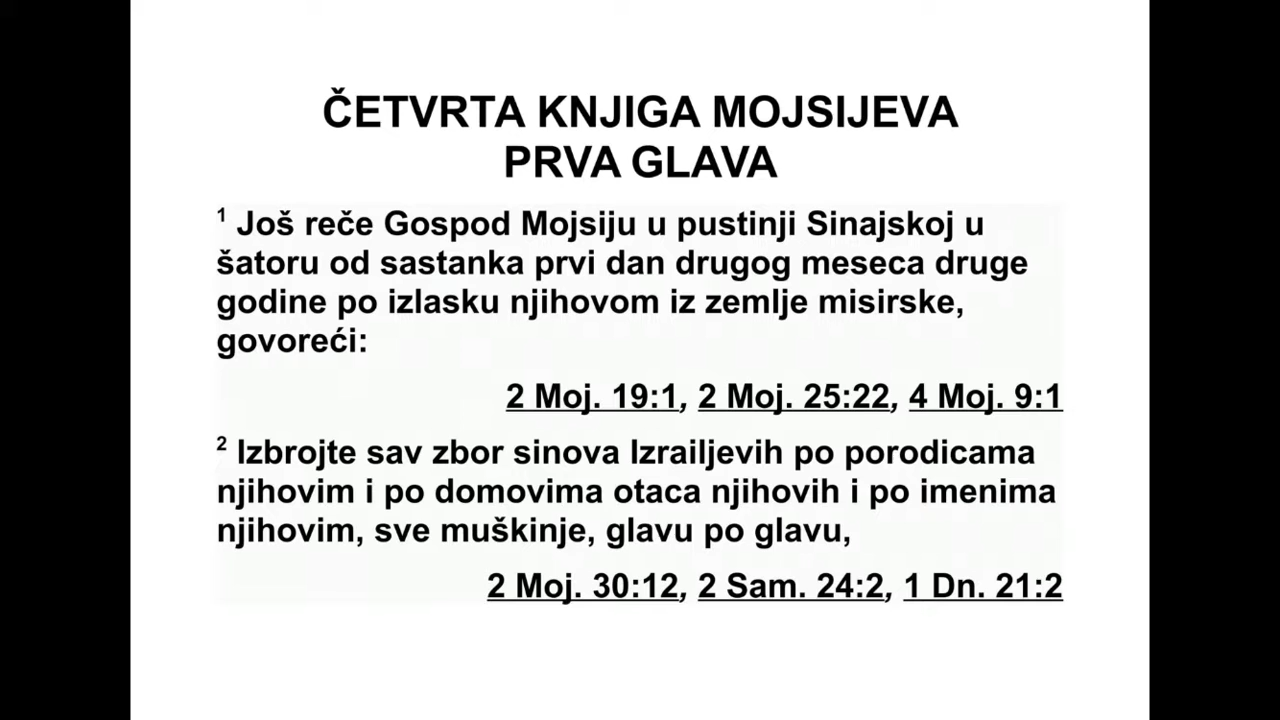 ČETVRTA KNJIGA MOJSIJEVA
PRVA GLAVA
1 Još reče Gospod Mojsiju u pustinji Sinajskoj u
šatoru od sastanka prvi dan drugog meseca druge
godine po izlasku njihovom iz zemlje misirske,
govoreći:
2 Moj. 19:1, 2 Moj. 25:22, 4 Moj. 9:1
2 Izbrojte sav zbor sinova Izrailjevih po porodicama
njihovim i po domovima otaca njihovih i po imenima
njihovim, sve muškinje, glavu po glavu,
2 Moj. 30:12, 2 Sam. 24:2, 1 Dn. 21:2